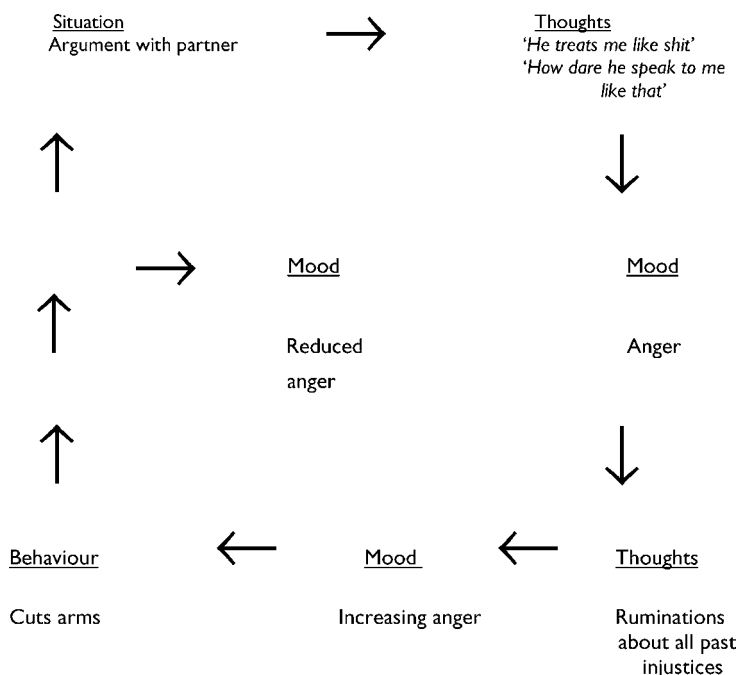 Situation
Argument with partner
Thoughts
‘He treats me like shit’
‘How dare he speak to me
like that’
Mood
Reduced
anger
Mood
Anger
Behaviour
Cuts arms
Mood
Increasing anger
Thoughts
Ruminations
about all past
injustices